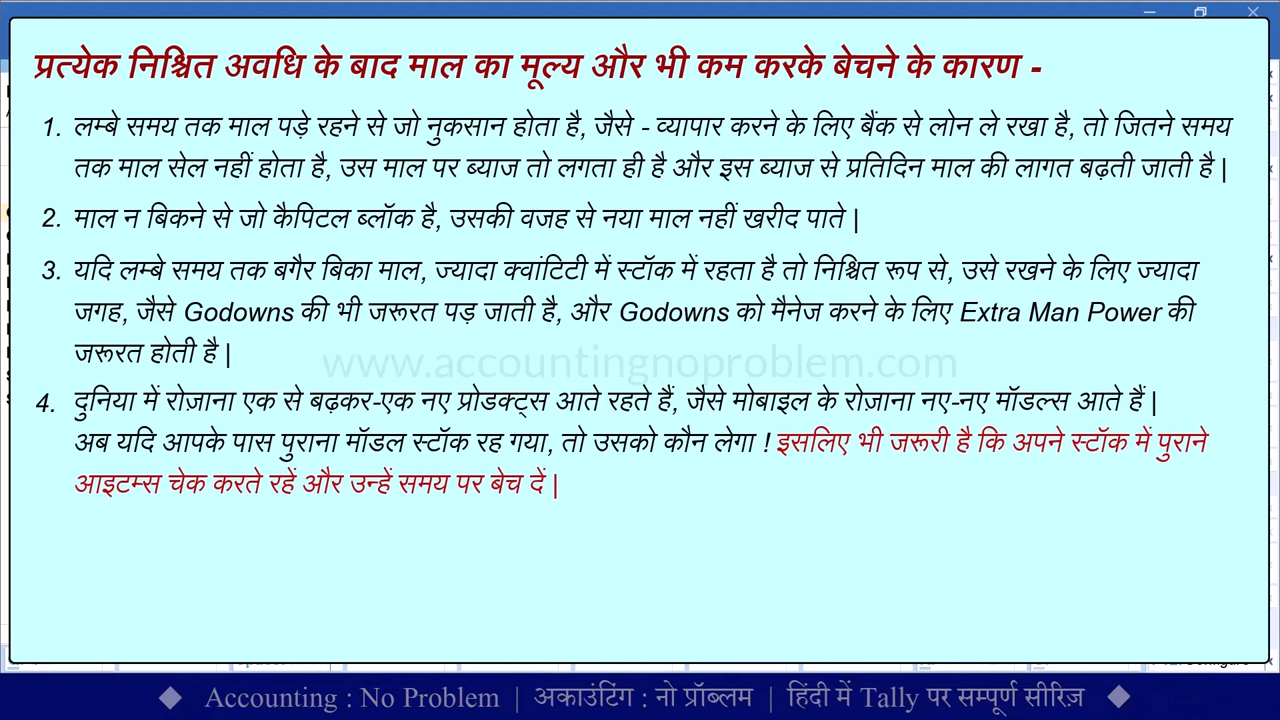 प्रत्येक निश्चित अवधि के बाद माल का मूल्य और भी कम करके बेचने के कारण -
1. लम्बे समय तक माल पड़े रहने से जो नुकसान होता है, जैसे - व्यापार करने के लिए बैंक से लोन ले रखा है, तो जितने समय
तक माल सेल नहीं होता है, उस माल पर ब्याज तो लगता ही है और इस ब्याज से प्रतिदिन माल की लागत बढ़ती जाती है |
2. माल न बिकने से जो कैपिटल ब्लॉक है, उसकी वजह से नया माल नहीं खरीद पाते |
3. यदि लम्बे समय तक बगैर बिका माल, ज्यादा क्वांटिटी में स्टॉक में रहता है तो निश्चित रूप से, उसे रखने के लिए ज्यादा
जगह, जैसे Godowns की भी जरूरत पड़ जाती है, और Godowns को मैनेज करने के लिए Extra Man Power की
जरूरत होती है |
www.accountingnoproblem.com
4. दुनिया में रोज़ाना एक से बढ़कर-एक नए प्रोडक्ट्स आते रहते हैं, जैसे मोबाइल के रोज़ाना नए-नए मॉडल्स आते हैं |
अब यदि आपके पास पुराना मॉडल स्टॉक रह गया, तो उसको कौन लेगा ! इसलिए भी जरूरी है कि अपने स्टॉक में पुराने
आइटम्स चेक करते रहें और उन्हें समय पर बेच दें |
Accounting : No Problem | अकाउंटिंग : नो प्रॉब्लम | हिंदी में Tally पर सम्पूर्ण सीरिज़